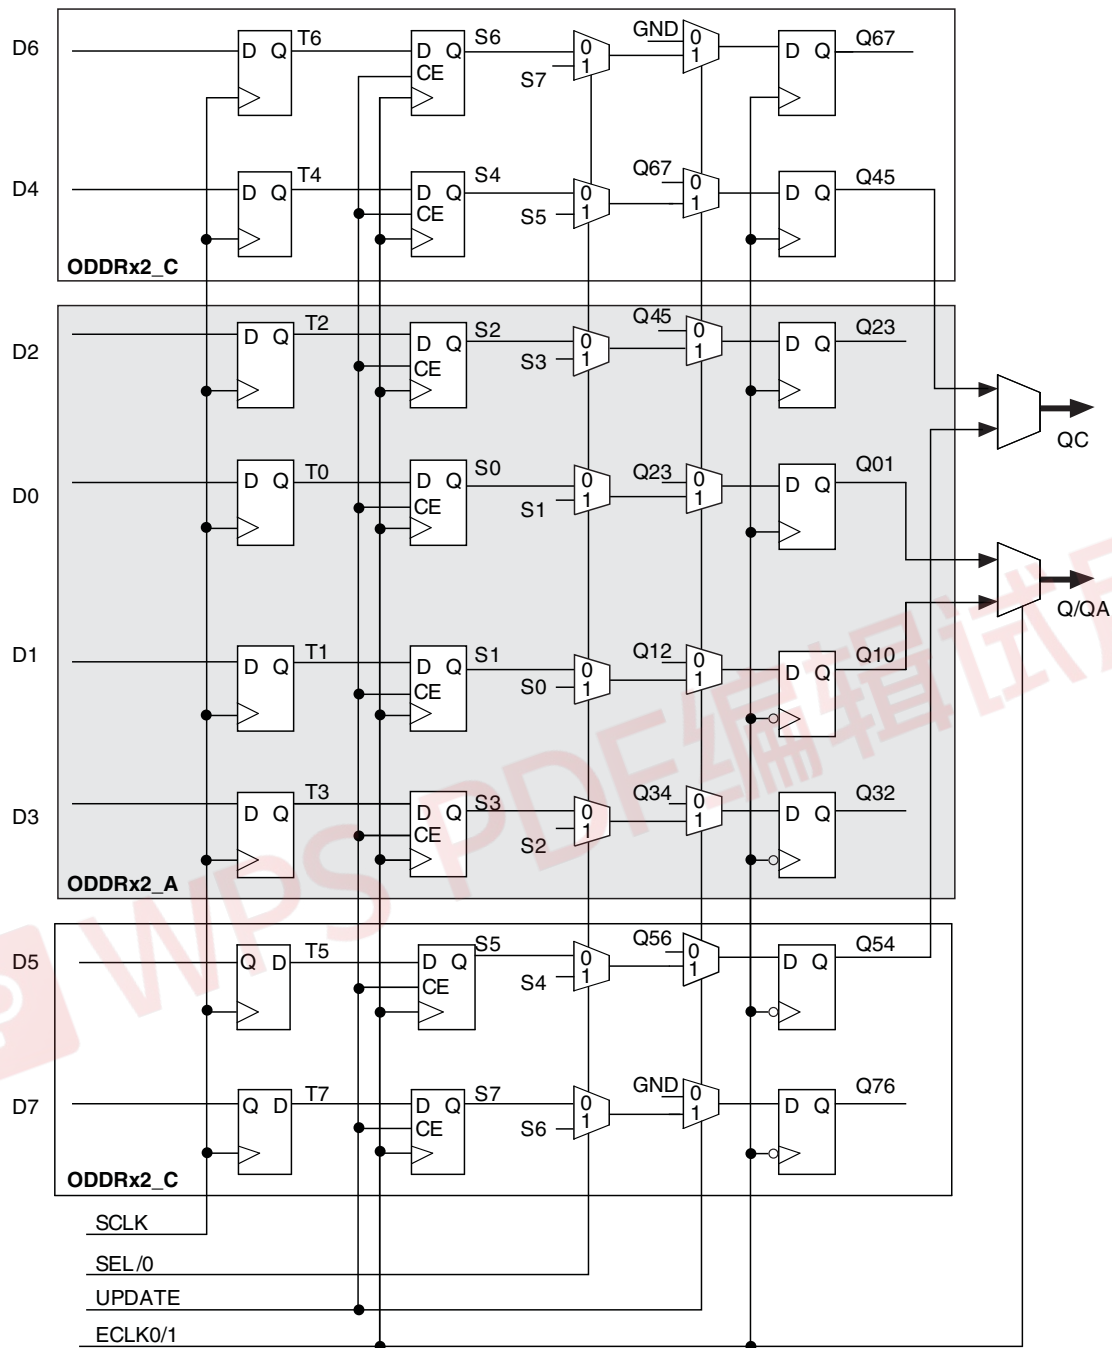 D6 D Q T6 D Q CE S6 0 1 S7 GND 0 1 D Q Q67
D4 D Q T4 D Q CE S4 0 1 S5 Q67 0 1 D Q Q45
ODDRx2_C
D2 D Q T2 D Q CE S2 0 1 S3 Q45 0 1 D Q Q23
QC
D0 D Q T0 D Q CE S0 0 1 S1 Q23 0 1 D Q Q01
Q/QA
D1 D Q T1 D Q CE S1 0 1 S0 Q12 0 1 D Q Q10
D3 D Q T3 D Q CE S3 0 1 S2 Q34 0 1 D Q Q32
ODDRx2_A
D5 Q D T5 D Q CE S5 0 1 S4 Q56 0 1 D Q Q54
D7 Q D T7 D Q CE S7 0 1 S6 GND 0 1 D Q Q76
ODDRx2_C
SCLK
SEL/0
UPDATE
ECLK0/1
WPS PDF编辑试